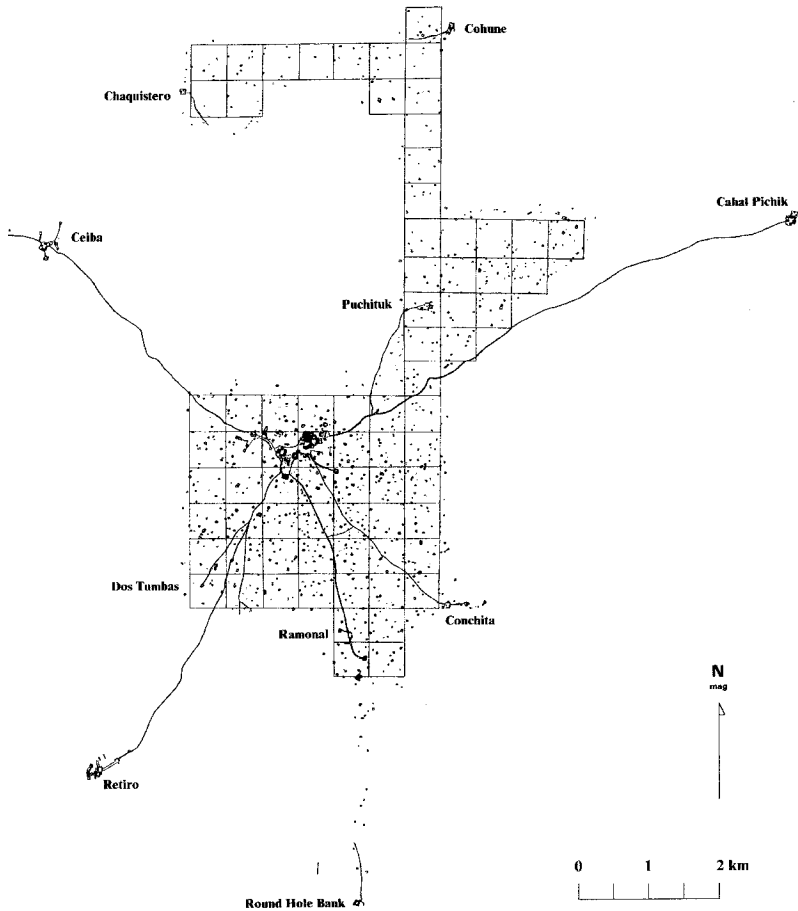 Cohune
Chaquistero
Cahal Pichik
Ceiba
Puchituk
Dos Tumbas
Conchita
Ramonal
N
mag
Retiro
0 1 2 km
Round Hole Bank